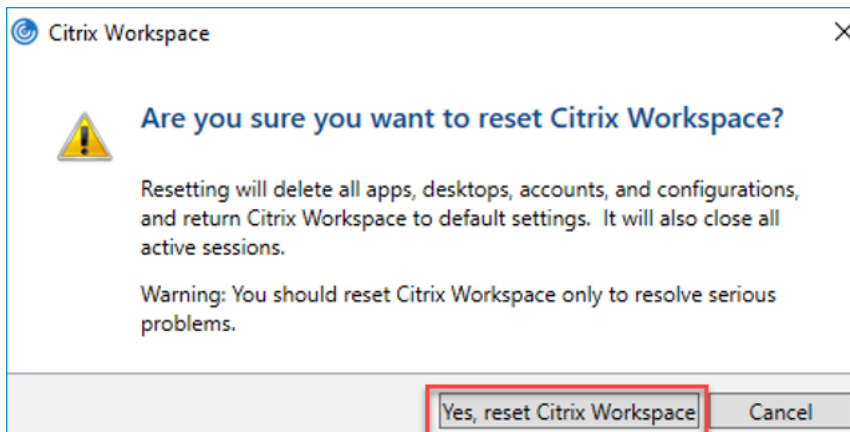 Citrix Workspace
Are you sure you want to reset Citrix Workspace?
Resetting will delete all apps, desktops, accounts, and configurations,
and return Citrix Workspace to default settings.  It will also close all
active sessions.
Warning: You should reset Citrix Workspace only to resolve serious
problems.
Yes, reset Citrix Workspace
Cancel